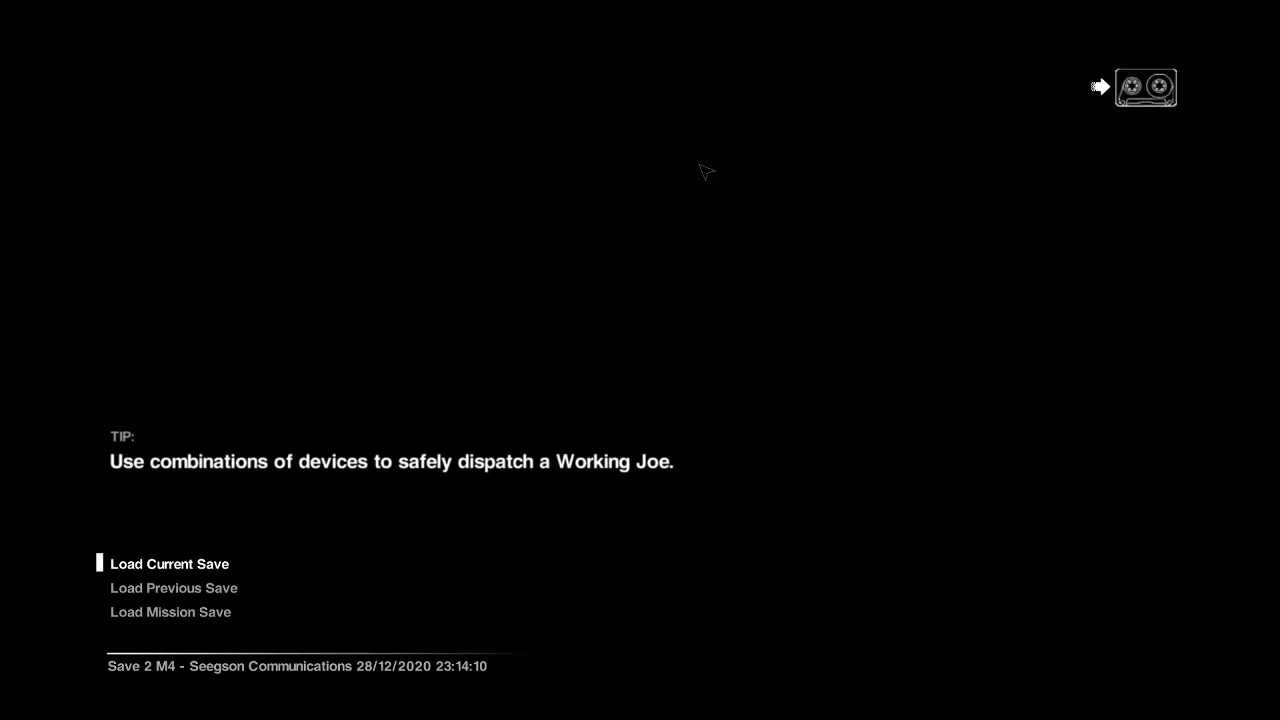 TIP:
Use combinations of devices to safely dispatch a Working Joe.
Load Current Save
Load Previous Save
Load Mission Save
Save 2 M4 - Seegson Communications 28/12/2020 23:14:10